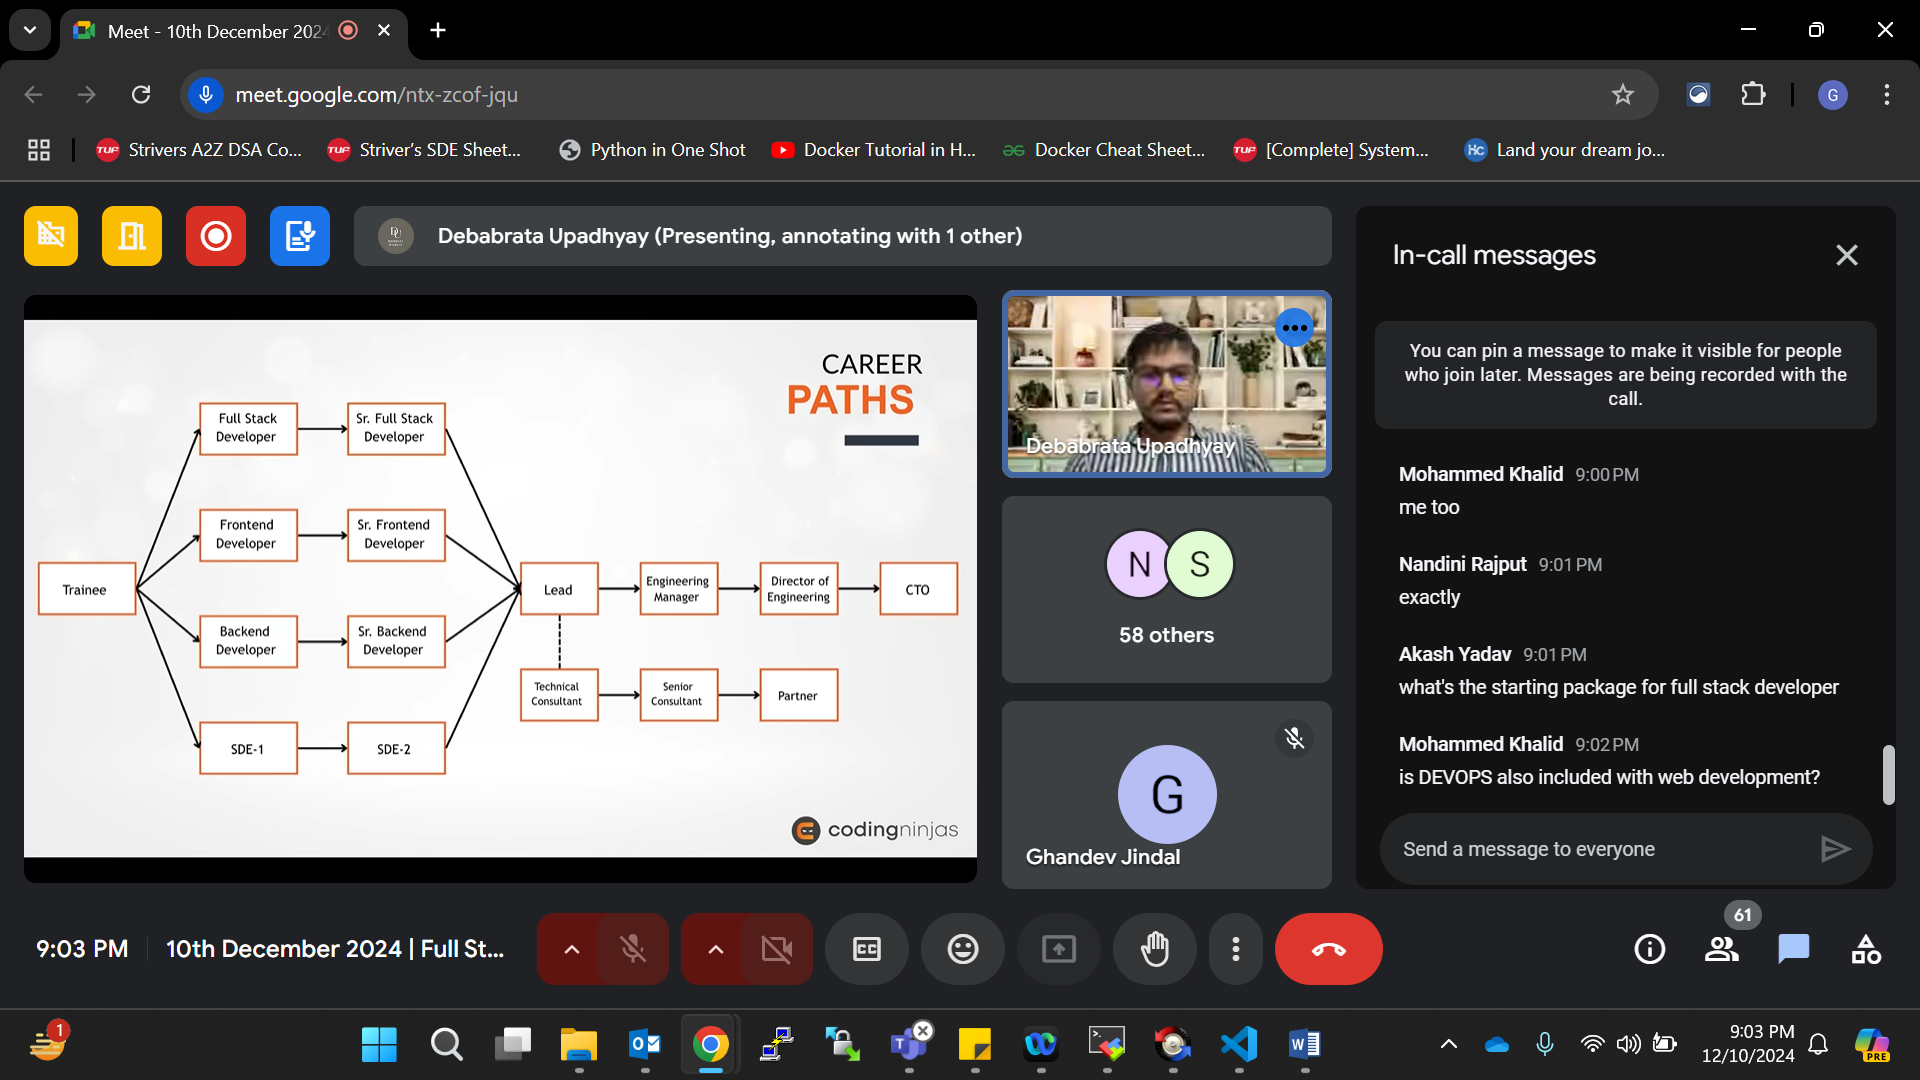 Meet - 10th December 202
meet.google.com/ntx-zcof-jqu
G
TUF Strivers A2Z DSA Co...
TUF Striver's SDE Sheet...
Python in One Shot
Docker Tutorial in H...
Docker Cheat Sheet...
TUF [Complete] System...
HC Land your dream jo...
Debabrata Upadhyay (Presenting, annotating with 1 other)
CAREER
PATHS
Full Stack
Developer
Sr. Full Stack
Developer
Frontend
Developer
Sr. Frontend
Developer
Trainee
Lead
Engineering
Manager
Director of
Engineering
CTO
Backend
Developer
Sr. Backend
Developer
Technical
Consultant
Senior
Consultant
Partner
SDE-1
SDE-2
codingninjas
Debabrata Upadhyay
N
S
58 others
G
Ghandev Jindal
In-call messages
You can pin a message to make it visible for people
who join later. Messages are being recorded with the
call.
Mohammed Khalid 9:00 PM
me too
Nandini Rajput 9:01 PM
exactly
Akash Yadav 9:01 PM
what's the starting package for full stack developer
Mohammed Khalid 9:02 PM
is DEVOPS also included with web development?
Send a message to everyone
9:03 PM
10th December 2024 | Full St...
CC
61
1
9:03 PM
12/10/2024
PRE